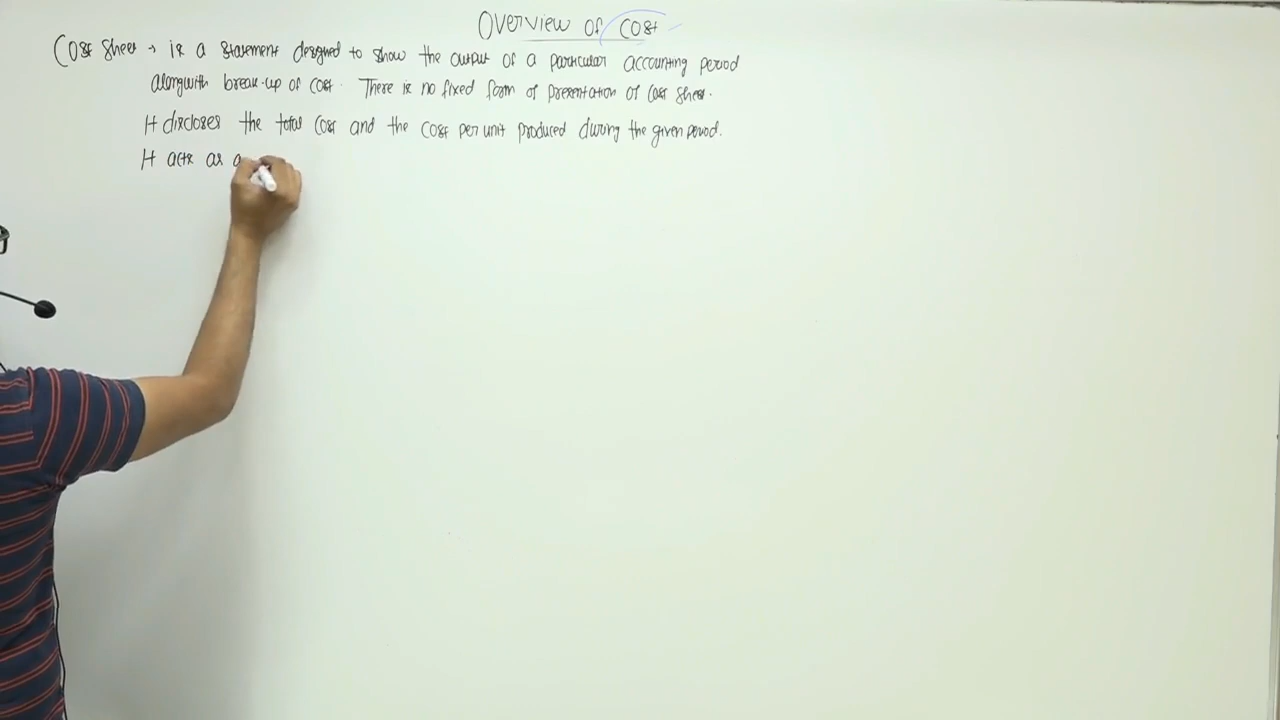 Overview of Cost
Cost sheet → is a statement designed to show the output of a particular accounting period
alongwith break-up of cost. There is no fixed form of presentation of cost sheet.
It discloses the total cost and the cost per unit produced during the given period.
It acts as a